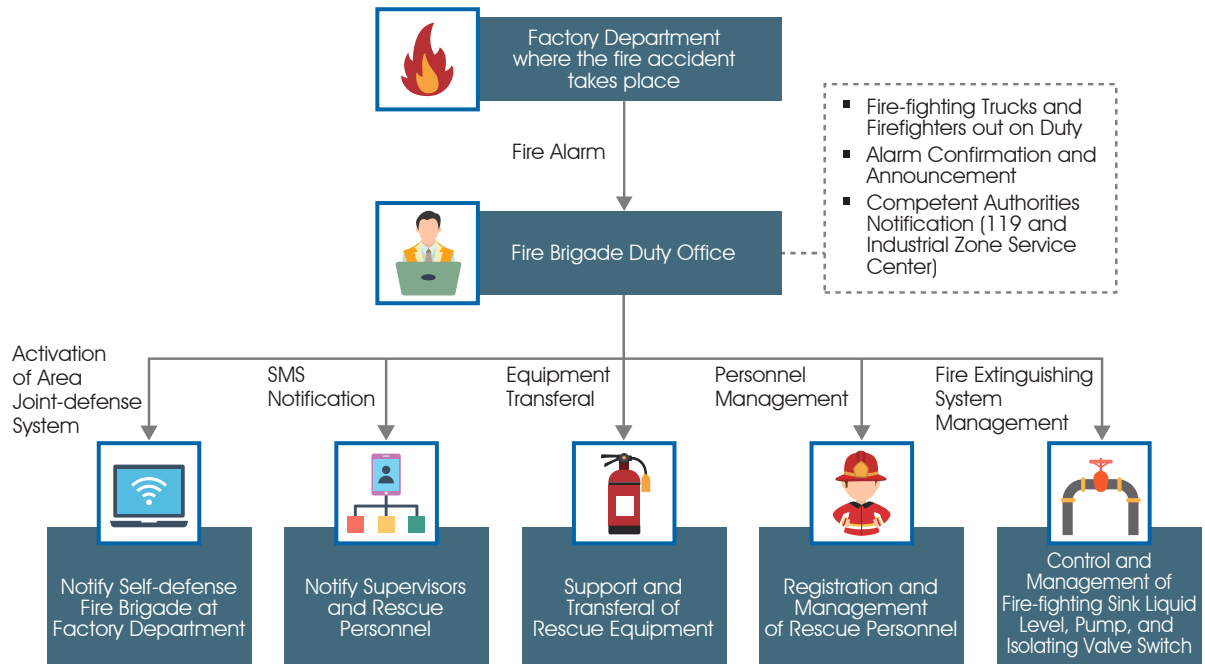 Factory Department
where the fire accident
takes place
Fire Alarm
▪ Fire-fighting Trucks and
Firefighters out on Duty
▪ Alarm Confirmation and
Announcement
▪ Competent Authorities
Notification (119 and
Industrial Zone Service
Center)
Fire Brigade Duty Office
Activation
of Area
Joint-defense
System
SMS
Notification
Equipment
Transferal
Personnel
Management
Fire Extinguishing
System
Management
Notify Self-defense
Fire Brigade at
Factory Department
Notify Supervisors
and Rescue
Personnel
Support and
Transferal of
Rescue Equipment
Registration and
Management
of Rescue Personnel
Control and
Management of
Fire-fighting Sink Liquid
Level, Pump, and
Isolating Valve Switch